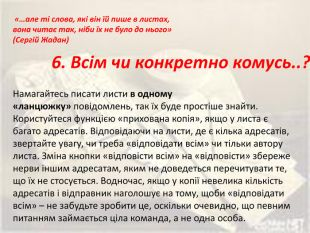 «...але ті слова, які він їй пише в листах,
вона читає так, ніби їх не було до нього»
(Сергій Жадан)
6. Всім чи конкретно комусь..?
Намагайтесь писати листи в одному
«ланцюжку» повідомлень, так їх буде простіше знайти.
Користуйтеся функцією «прихована копія», якщо у листа є
багато адресатів. Відповідаючи на листи, де є кілька адресатів,
звертайте увагу, чи треба «відповідати всім» чи тільки автору
листа. Зміна кнопки «відповісти всім» на «відповісти» збереже
нерви іншим адресатам, яким не доведеться перечитувати те,
що їх не стосується. Водночас, якщо у копії невелика кількість
адресатів і відправник наголошує на тому, щоби «відповідати
всім» – не забудьте зробити це, оскільки очевидно, що певним
питанням займається ціла команда, а не одна особа.